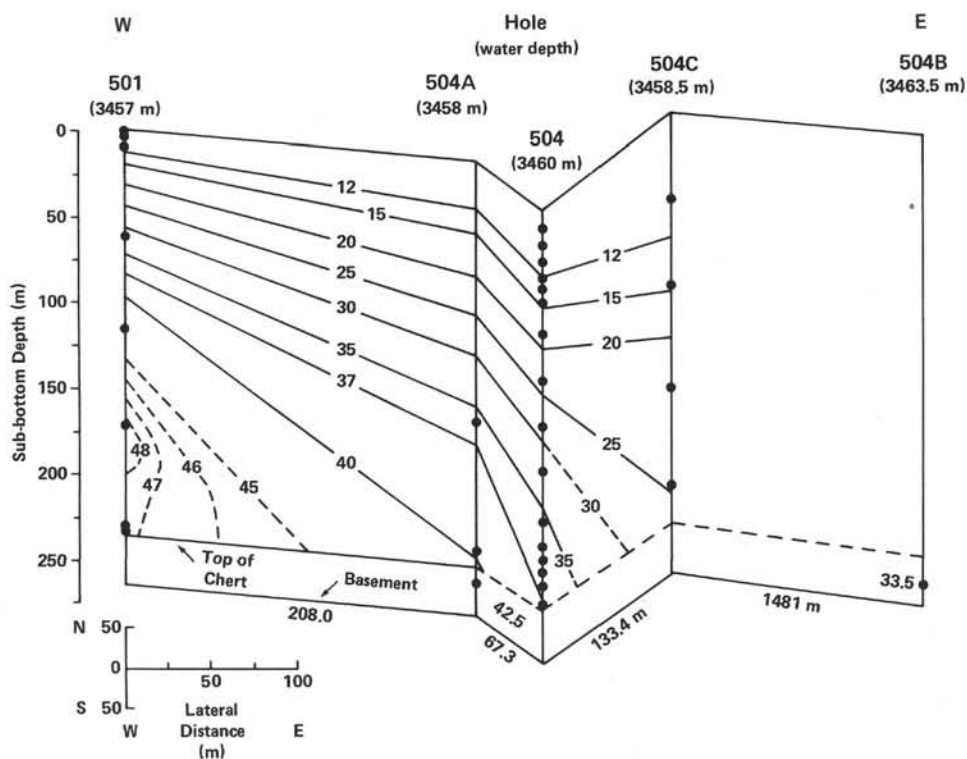 W
Hole
E
(water depth)
501
(3457 m)
504A
(3458 m)
504
(3460 m)
504C
(3458.5 m)
504B
(3463.5 m)
Sub-bottom Depth (m)
0
50
100
150
200
250
12
15
20
25
30
35
37
40
45
46
47
48
12
15
20
25
30
35
42.5
33.5
Top of
Chert
Basement
208.0
67.3
133.4 m
1481 m
N 50
0
S 50
50 100
Lateral
Distance
(m)
W E